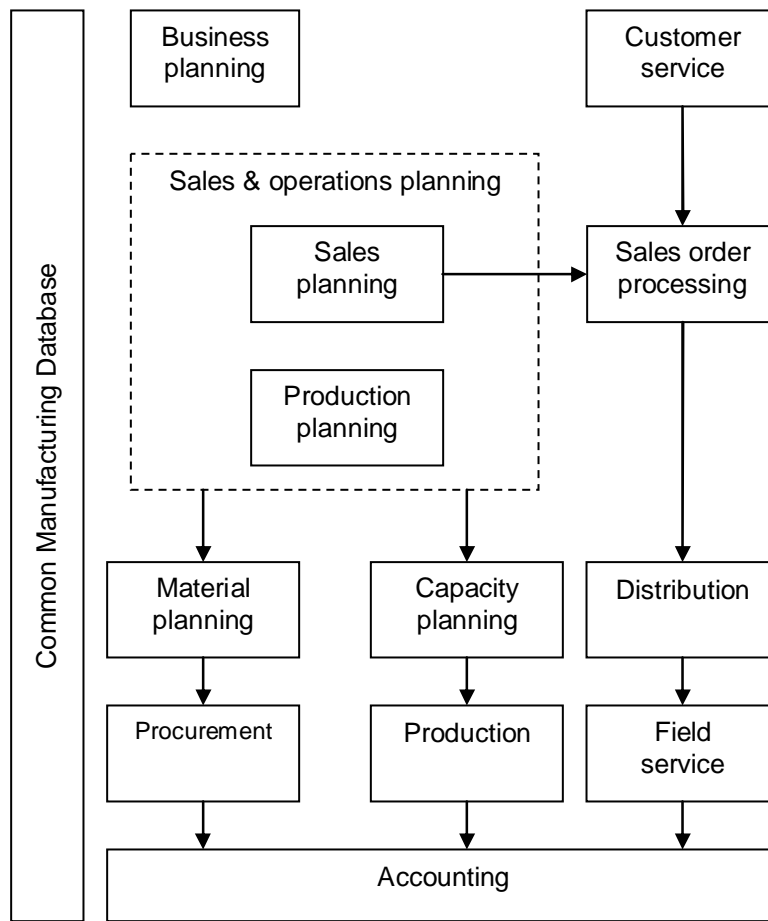 Common Manufacturing Database
Business
planning
Customer
service
Sales & operations planning
Sales
planning
Sales order
processing
Production
planning
Material
planning
Capacity
planning
Distribution
Procurement
Production
Field
service
Accounting